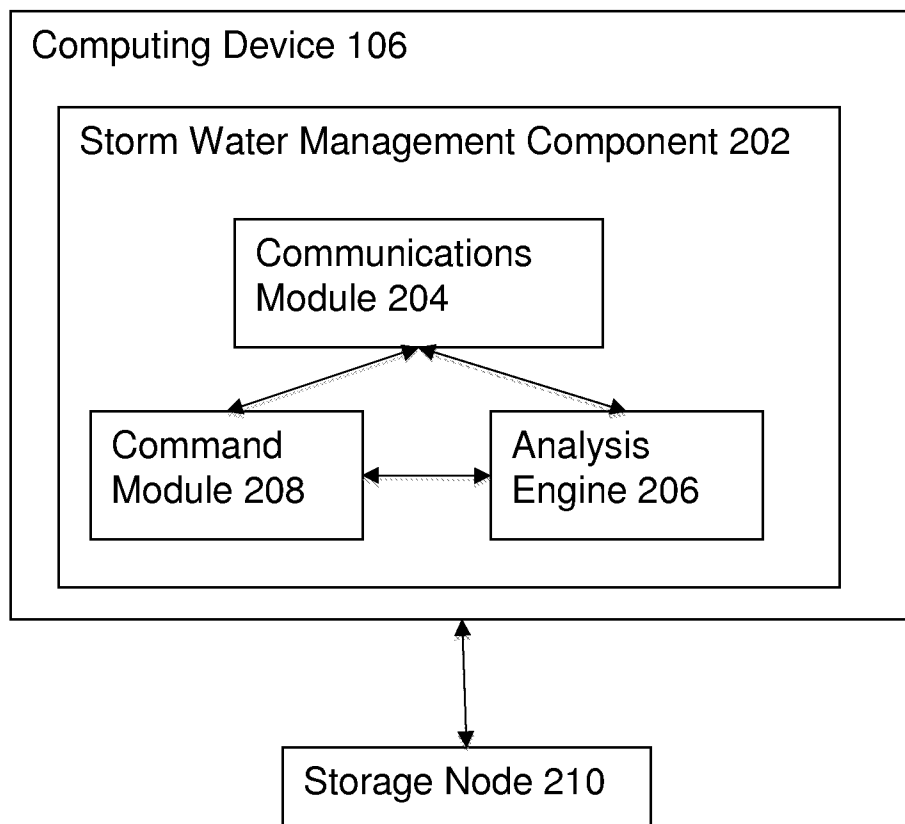 Computing Device 106
Storm Water Management Component 202
Communications
Module 204
Command
Module 208
Analysis
Engine 206
Storage Node 210